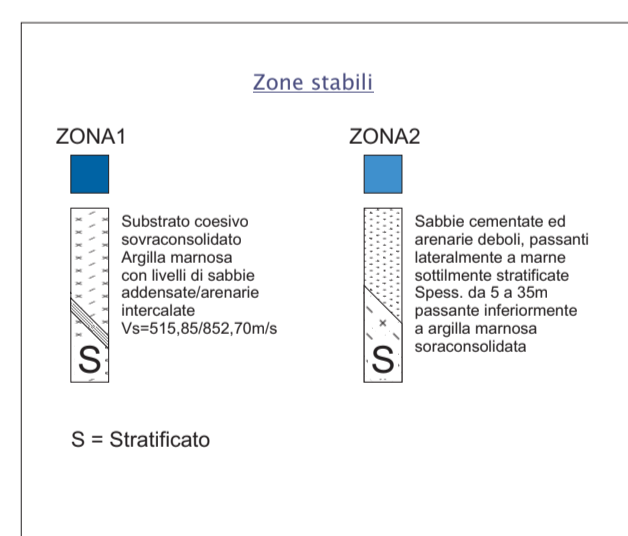 Zone stabili
ZONA1
Substrato coesivo
sovraconsolidato
Argilla marnosa
con livelli di sabbie
addensate/arenarie
intercalate
Vs=515,85/852,70m/s
S
ZONA2
Sabbie cementate ed
arenarie deboli, passanti
lateralmente a marne
sottilmente stratificate
Spess. da 5 a 35m
passante inferiormente
a argilla marnosa
soraconsolidata
S
S = Stratificato